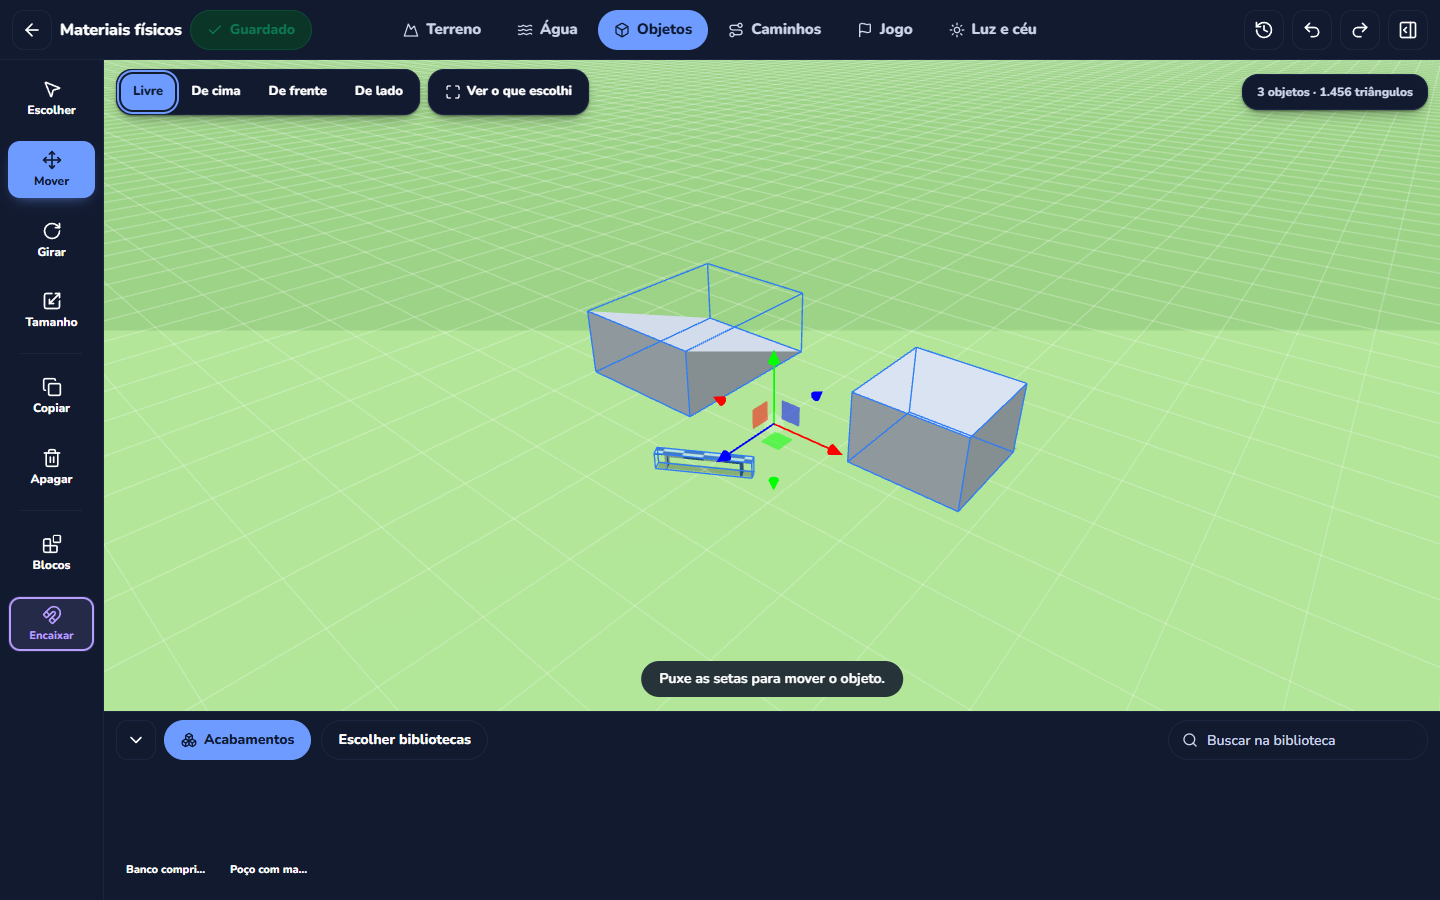 Materiais físicos
Guardado
Terreno
Água
Objetos
Caminhos
Jogo
Luz e céu
Escolher
Mover
Girar
Tamanho
Copiar
Apagar
Blocos
Encaixar
Livre
De cima
De frente
De lado
Ver o que escolhi
3 objetos · 1.456 triângulos
Puxe as setas para mover o objeto.
Acabamentos
Escolher bibliotecas
Buscar na biblioteca
Banco compri...
Poço com ma...